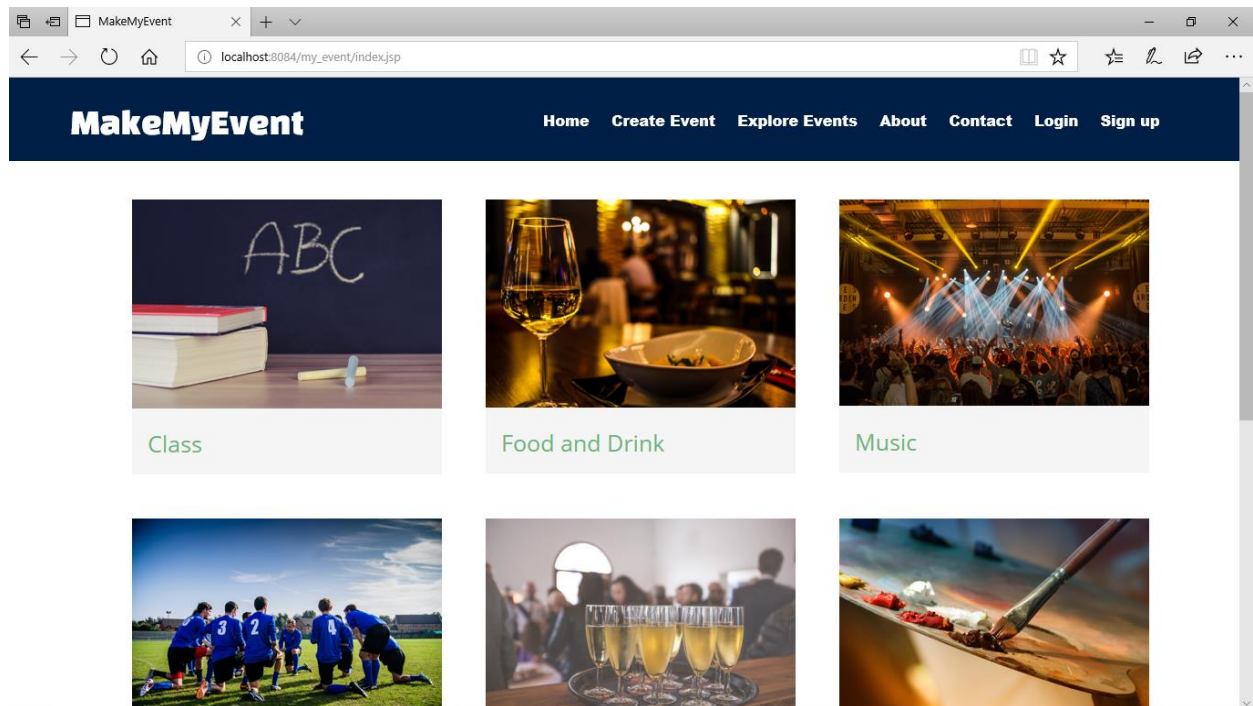 MakeMyEvent
localhost:8084/my_event/index.jsp
MakeMyEvent
Home Create Event Explore Events About Contact Login Sign up
ABC
Class
Food and Drink
Music
3 2 4